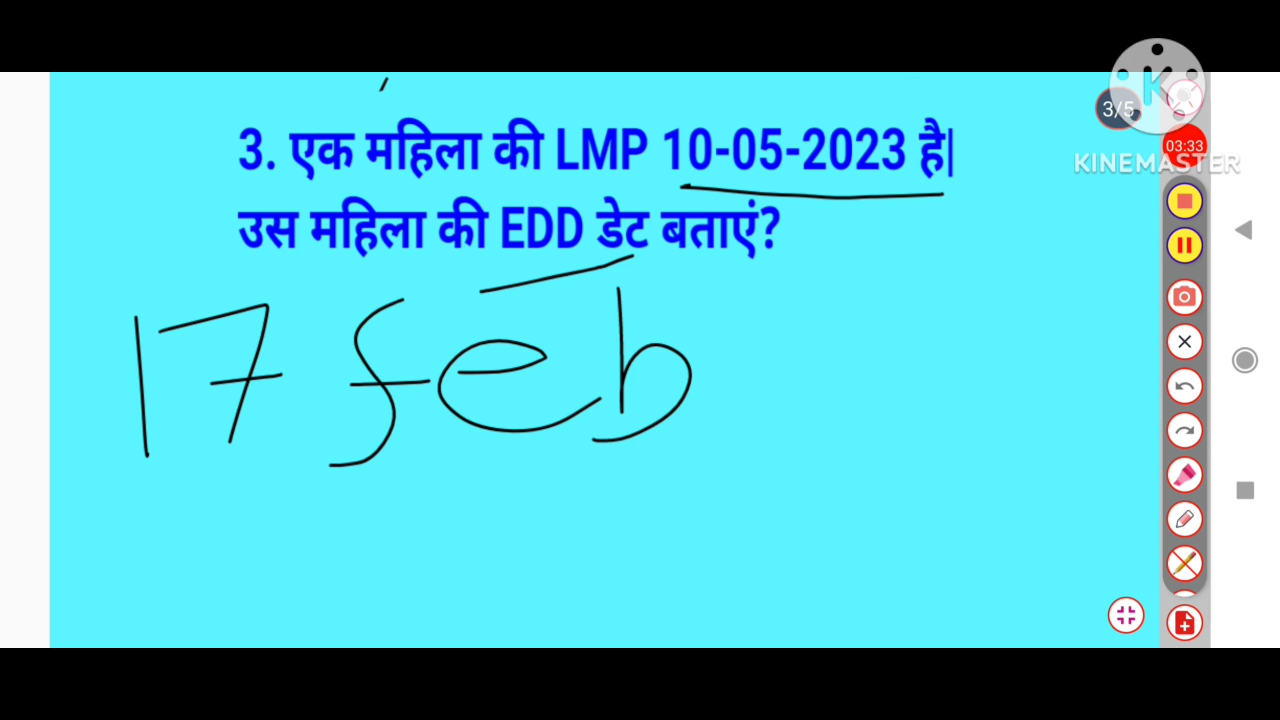 3/5
03:33
KINEMASTER
3. एक महिला की LMP 10-05-2023 है|
उस महिला की EDD डेट बताएं?
17 feb